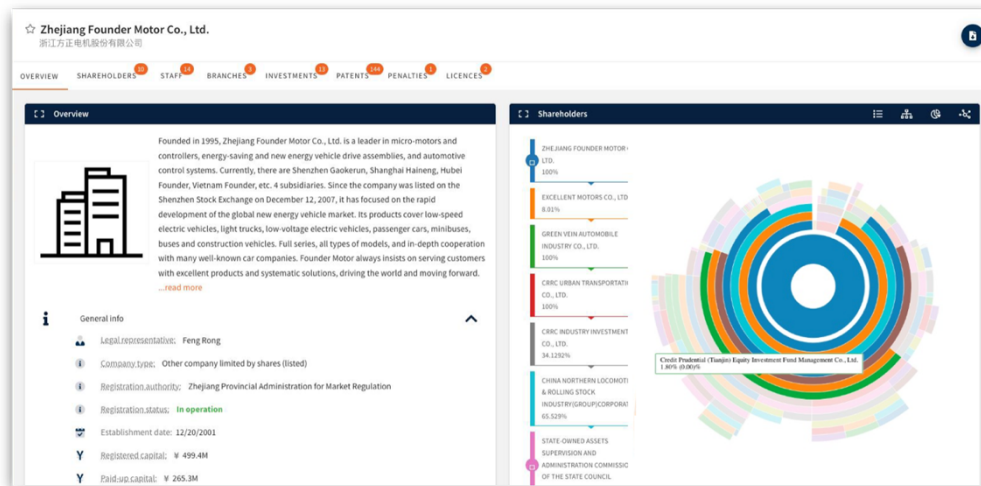 Zhejiang Founder Motor Co., Ltd.
浙江方正电机股份有限公司
OVERVIEW SHAREHOLDERS 10 STAFF 14 BRANCHES 3 INVESTMENTS 13 PATENTS 144 PENALTIES 1 LICENCES 2
Overview
Founded in 1995, Zhejiang Founder Motor Co., Ltd. is a leader in micro-motors and
controllers, energy-saving and new energy vehicle drive assemblies, and automotive
control systems. Currently, there are Shenzhen Gaokerun, Shanghai Haineng, Hubei
Founder, Vietnam Founder, etc. 4 subsidiaries. Since the company was listed on the
Shenzhen Stock Exchange on December 12, 2007, it has focused on the rapid
development of the global new energy vehicle market. Its products cover low-speed
electric vehicles, light trucks, low-voltage electric vehicles, passenger cars, minibuses,
buses and construction vehicles. Full series, all types of models, and in-depth cooperation
with many well-known car companies. Founder Motor always insists on serving customers
with excellent products and systematic solutions, driving the world and moving forward.
...read more
General info
Legal representative: Feng Rong
Company type: Other company limited by shares (listed)
Registration authority: Zhejiang Provincial Administration for Market Regulation
Registration status: In operation
Establishment date: 12/20/2001
Registered capital: ¥ 499.4M
Paid-up capital: ¥ 265.3M
Shareholders
ZHEJIANG FOUNDER MOTOR
LTD.
100%
EXCELLENT MOTORS CO., LTD
8.01%
GREEN VEIN AUTOMOBILE
INDUSTRY CO., LTD.
100%
CRRC URBAN TRANSPORTATI
CO., LTD.
100%
CRRC INDUSTRY INVESTMENT
CO., LTD.
34.1292%
CHINA NORTHERN LOCOMOTI
& ROLLING STOCK
INDUSTRY(GROUP)CORPORAT
65.529%
STATE-OWNED ASSETS
SUPERVISION AND
ADMINISTRATION COMMISSIO
OF THE STATE COUNCIL
Credit Prudential (Tianjin) Equity Investment Fund Management Co., Ltd.
1.80% (0.00)%